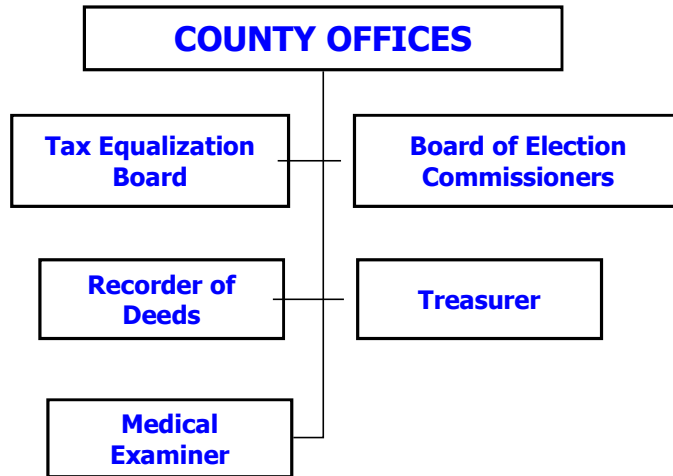 COUNTY OFFICES
Tax Equalization
Board
Board of Election
Commissioners
Recorder of
Deeds
Treasurer
Medical
Examiner